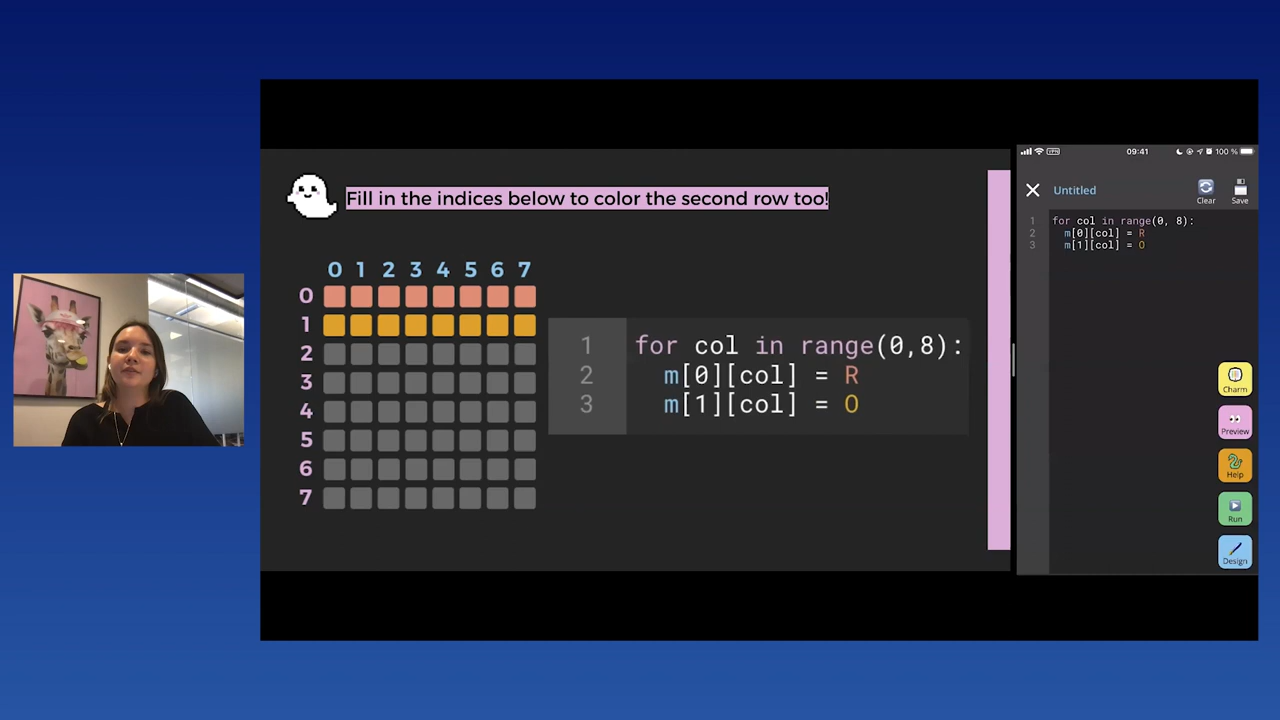 Fill in the indices below to color the second row too!
0 1 2 3 4 5 6 7
0
1
2
3
4
5
6
7
1 for col in range(0,8):
2 m[0][col] = R
3 m[1][col] = O
VPN 09:41 100 %
Untitled
Clear
Save
1 for col in range(0, 8):
2 m[0][col] = R
3 m[1][col] = O
Charm
Preview
Help
Run
Design